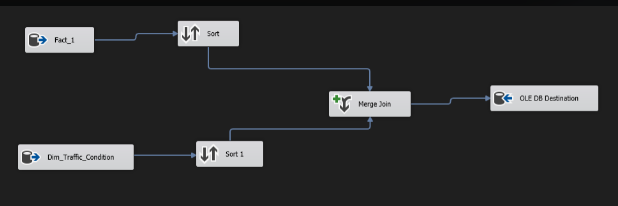 Fact_1
Sort
Merge Join
OLE DB Destination
Dim_Traffic_Condition
Sort 1